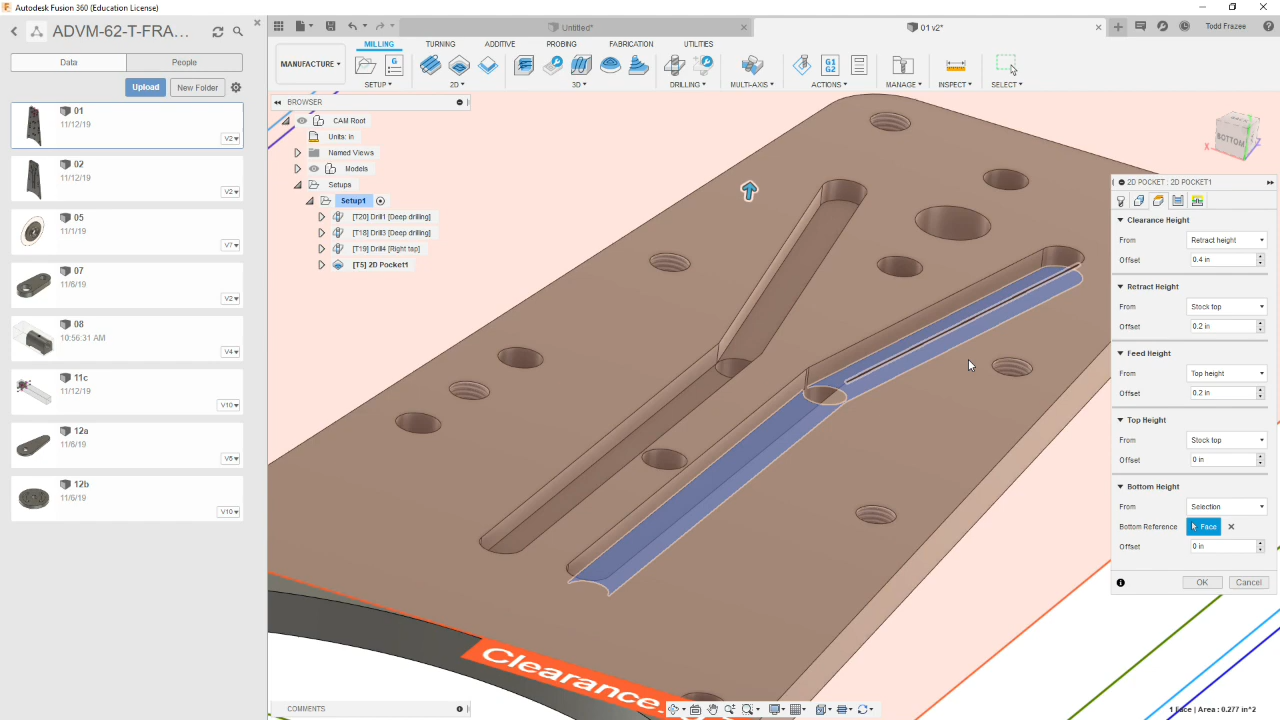 Autodesk Fusion 360 (Education License)
ADVM-62-T-FRA...
Untitled*
01 v2*
Todd Frazee
Data
People
Upload
New Folder
MANUFACTURE
MILLING
TURNING
ADDITIVE
PROBING
FABRICATION
UTILITIES
SETUP
2D
3D
DRILLING
MULTI-AXIS
ACTIONS
MANAGE
INSPECT
SELECT
G1
G2
01
11/12/19
V2
02
11/12/19
V2
05
11/1/19
V7
07
11/6/19
V2
08
10:56:31 AM
V4
11c
11/12/19
V10
12a
11/6/19
V6
12b
11/6/19
V10
BROWSER
CAM Root
Units: in
Named Views
Models
Setups
Setup1
[T20] Drill1 [Deep drilling]
[T18] Drill3 [Deep drilling]
[T19] Drill4 [Right tap]
[T5] 2D Pocket1
BOTTOM
X
Z
2D POCKET : 2D POCKET1
Clearance Height
From Retract height
Offset 0.4 in
Retract Height
From Stock top
Offset 0.2 in
Feed Height
From Top height
Offset 0.2 in
Top Height
From Stock top
Offset 0 in
Bottom Height
From Selection
Bottom Reference Face
Offset 0 in
OK
Cancel
Clearance.
COMMENTS
1 Face | Area : 0.277 in^2